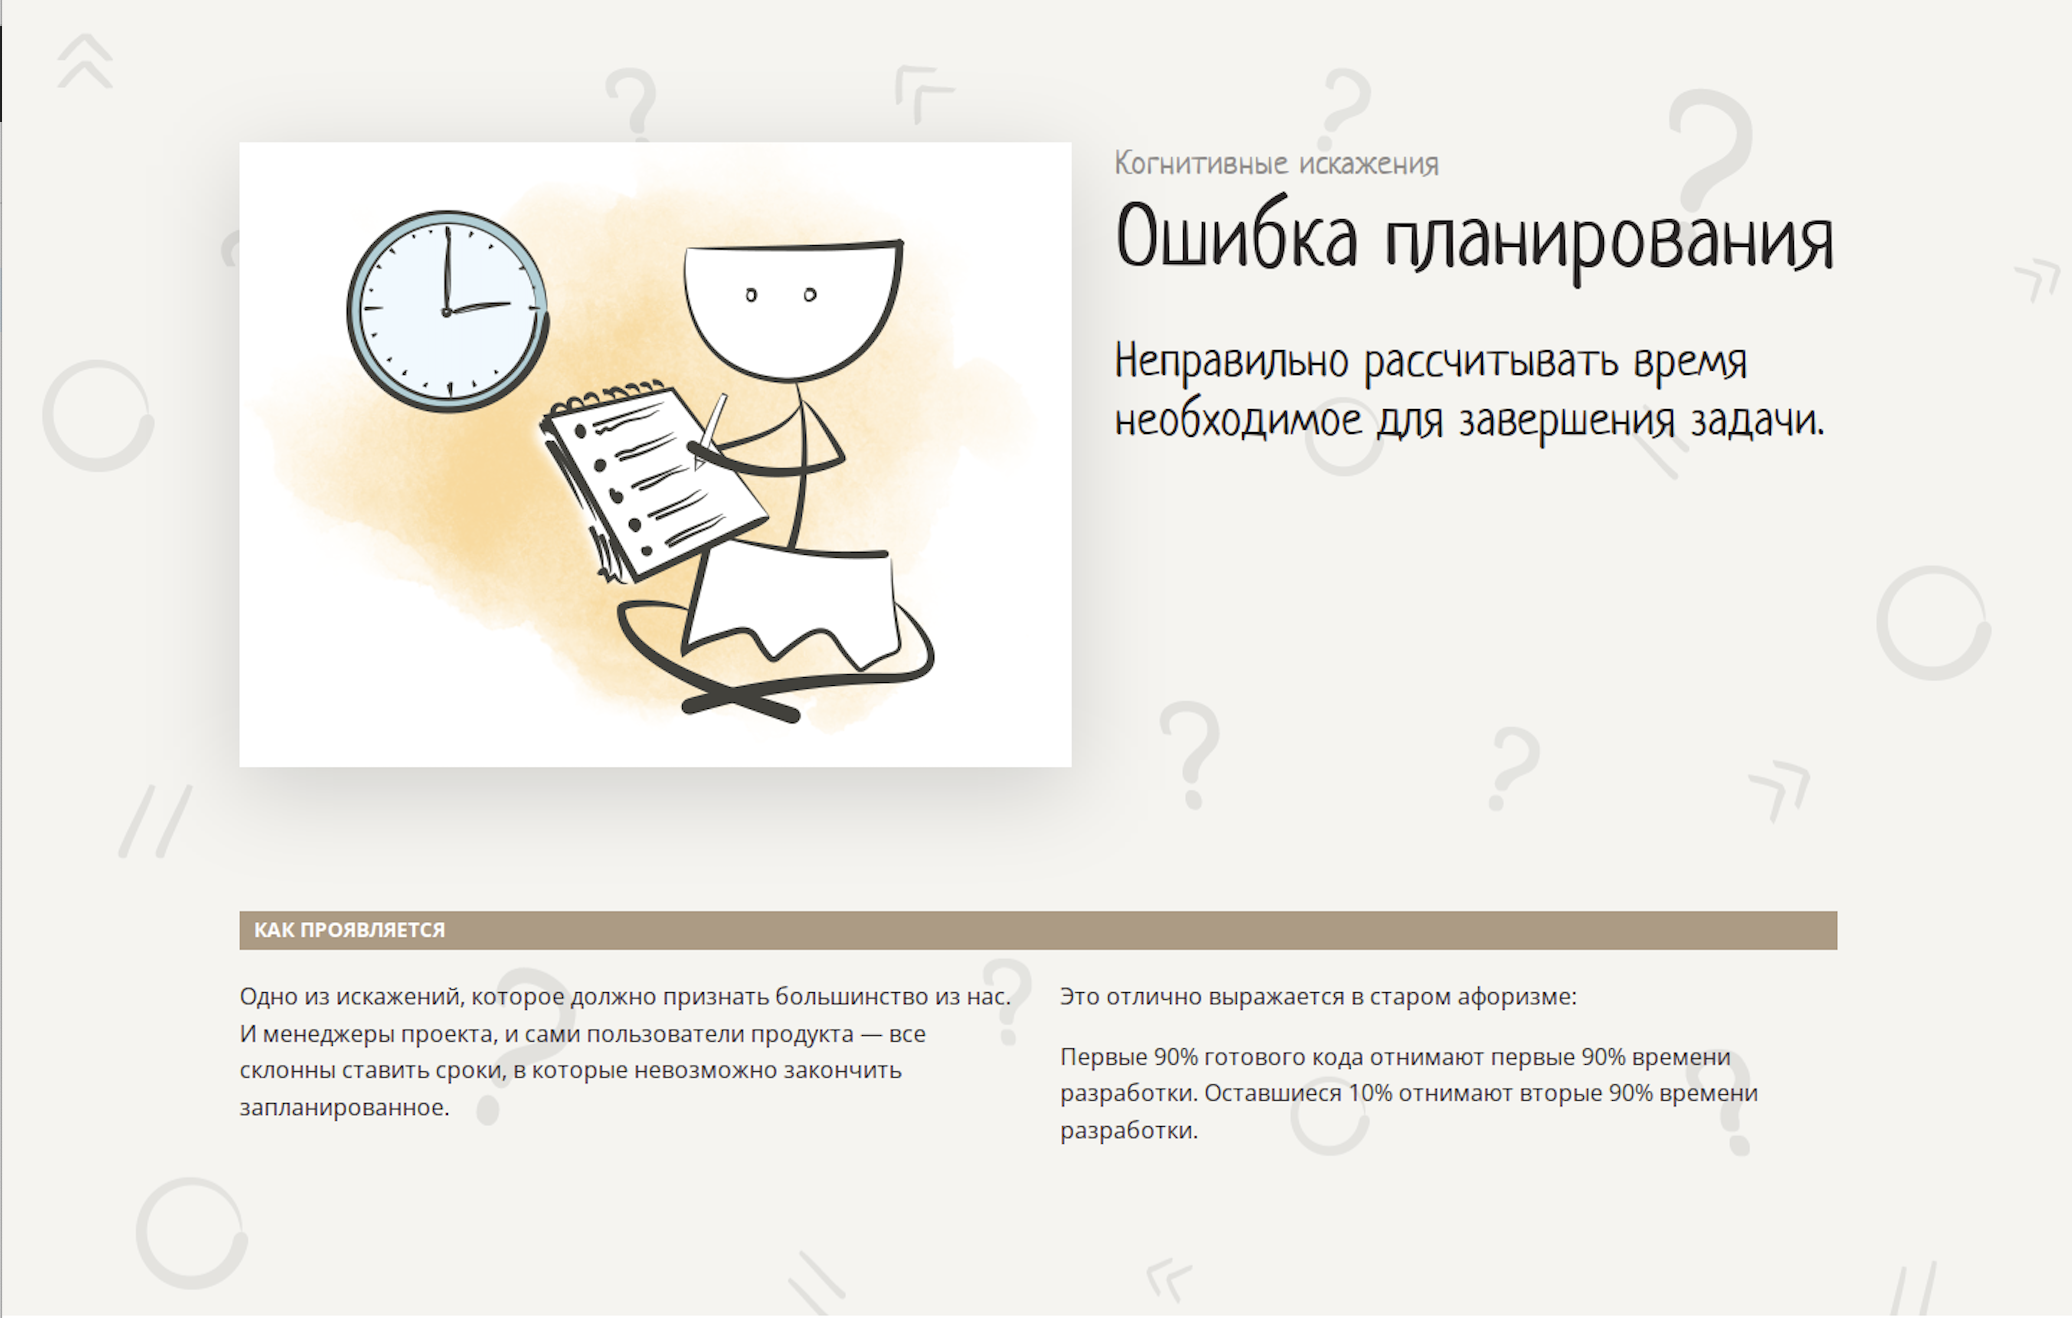 Когнитивные искажения
Ошибка планирования
Неправильно рассчитывать время
необходимое для завершения задачи.
КАК ПРОЯВЛЯЕТСЯ
Одно из искажений, которое должно признать большинство из нас.
И менеджеры проекта, и сами пользователи продукта — все
склонны ставить сроки, в которые невозможно закончить
запланированное.
Это отлично выражается в старом афоризме:
Первые 90% готового кода отнимают первые 90% времени
разработки. Оставшиеся 10% отнимают вторые 90% времени
разработки.